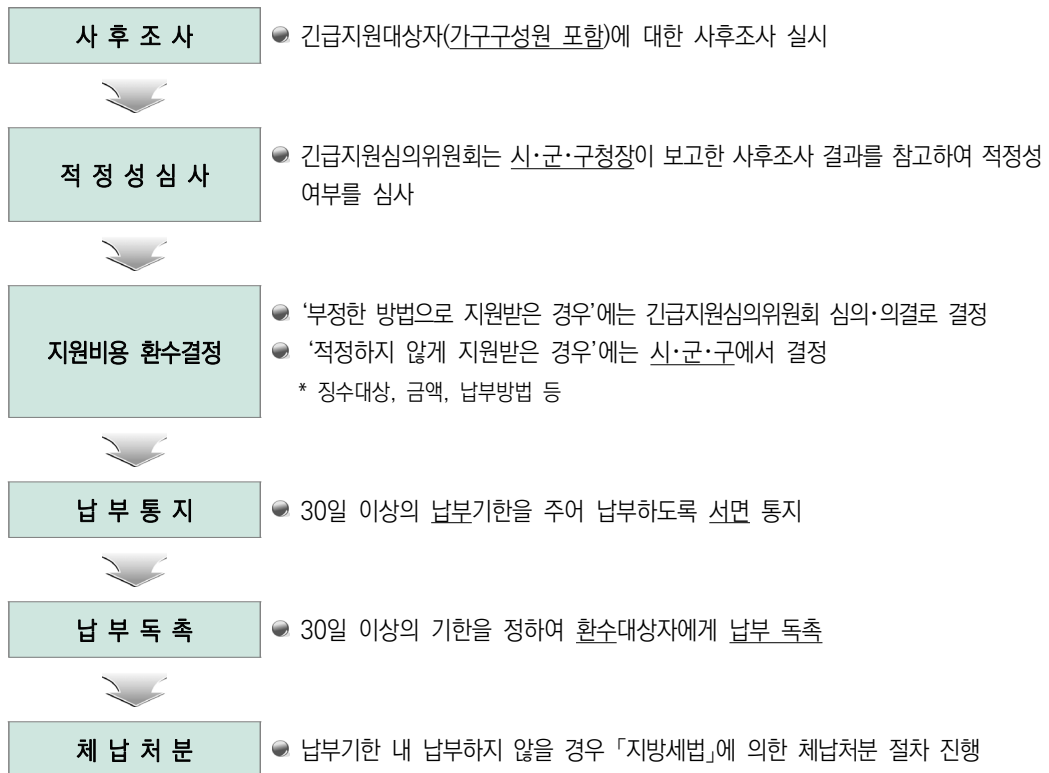 사 후 조 사
● 긴급지원대상자(가구구성원 포함)에 대한 사후조사 실시
적 정 성 심 사
● 긴급지원심의위원회는 시·군·구청장이 보고한 사후조사 결과를 참고하여 적정성
여부를 심사
지원비용 환수결정
● ‘부정한 방법으로 지원받은 경우’에는 긴급지원심의위원회 심의·의결로 결정
● ‘적정하지 않게 지원받은 경우’에는 시·군·구에서 결정
* 징수대상, 금액, 납부방법 등
납 부 통 지
● 30일 이상의 납부기한을 주어 납부하도록 서면 통지
납 부 독 촉
● 30일 이상의 기한을 정하여 환수대상자에게 납부 독촉
체 납 처 분
● 납부기한 내 납부하지 않을 경우 「지방세법」에 의한 체납처분 절차 진행